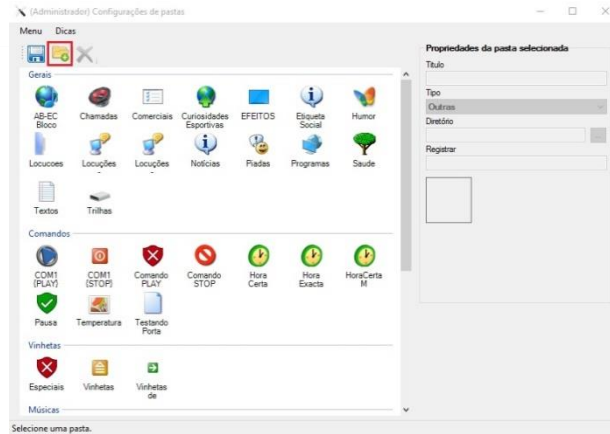 (Administrador) Configurações de pastas
Menu Dicas
Gerais
AB-EC Bloco
Chamadas
Comerciais
Curiosidades Esportivas
EFEITOS
Etiqueta Social
Humor
Locucoes
Locuções -
Locuções -
Notícias
Piadas
Programas
Saude
Textos
Trilhas
Comandos
COM1 (PLAY)
COM1 (STOP)
Comando PLAY
Comando STOP
Hora Certa
Hora Exacta
HoraCerta M
Pausa
Temperatura
Testando Porta
Vinhetas
Especiais
Vinhetas
Vinhetas de
Músicas
Propriedades da pasta selecionada
Título
Tipo
Outras
Diretório
...
Registrar
Selecione uma pasta.